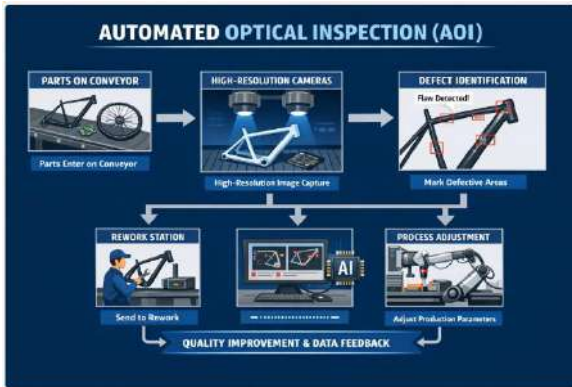 AUTOMATED OPTICAL INSPECTION (AOI)
PARTS ON CONVEYOR
HIGH-RESOLUTION CAMERAS
DEFECT IDENTIFICATION
Flaw Detected!
Parts Enter on Conveyor
High-Resolution Image Capture
Mark Defective Areas
REWORK STATION
PROCESS ADJUSTMENT
AI
Send to Rework
Adjust Production Parameters
QUALITY IMPROVEMENT & DATA FEEDBACK